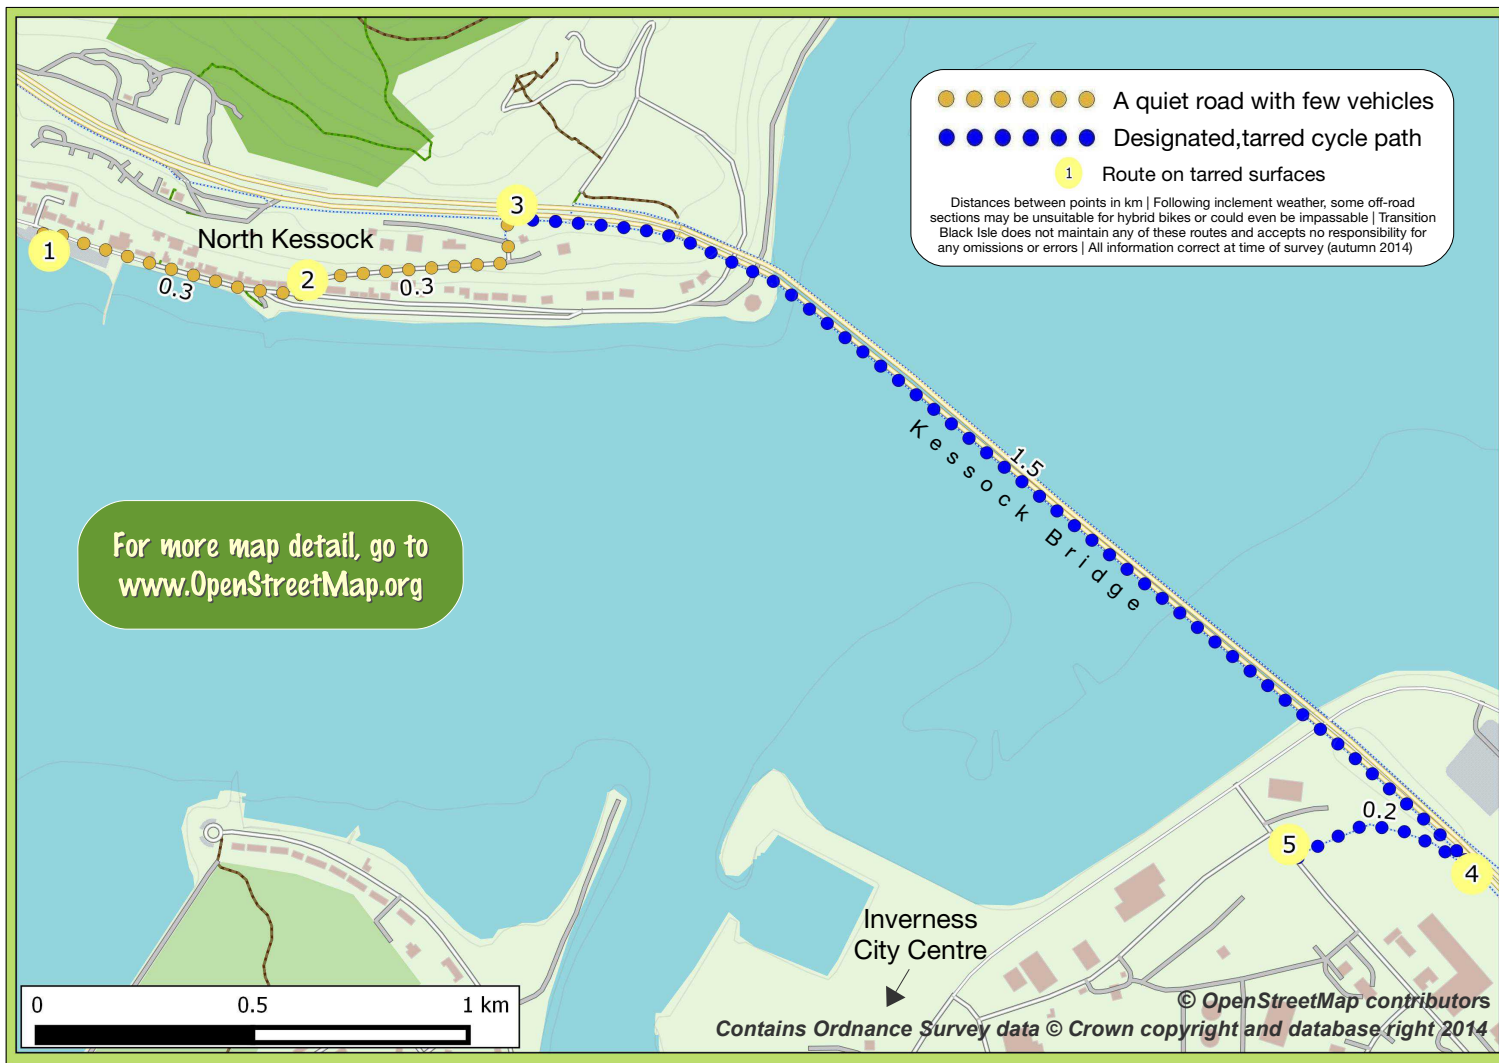 A quiet road with few vehicles
Designated,tarred cycle path
1 Route on tarred surfaces
Distances between points in km | Following inclement weather, some off-road
sections may be unsuitable for hybrid bikes or could even be impassable | Transition
Black Isle does not maintain any of these routes and accepts no responsibility for
any omissions or errors | All information correct at time of survey (autumn 2014)
3
North Kessock
1
2
0.3
0.3
1.5
Kessock Bridge
For more map detail, go to
www.OpenStreetMap.org
0.2
5
4
Inverness
City Centre
0 0.5 1 km
© OpenStreetMap contributors
Contains Ordnance Survey data © Crown copyright and database right 2014